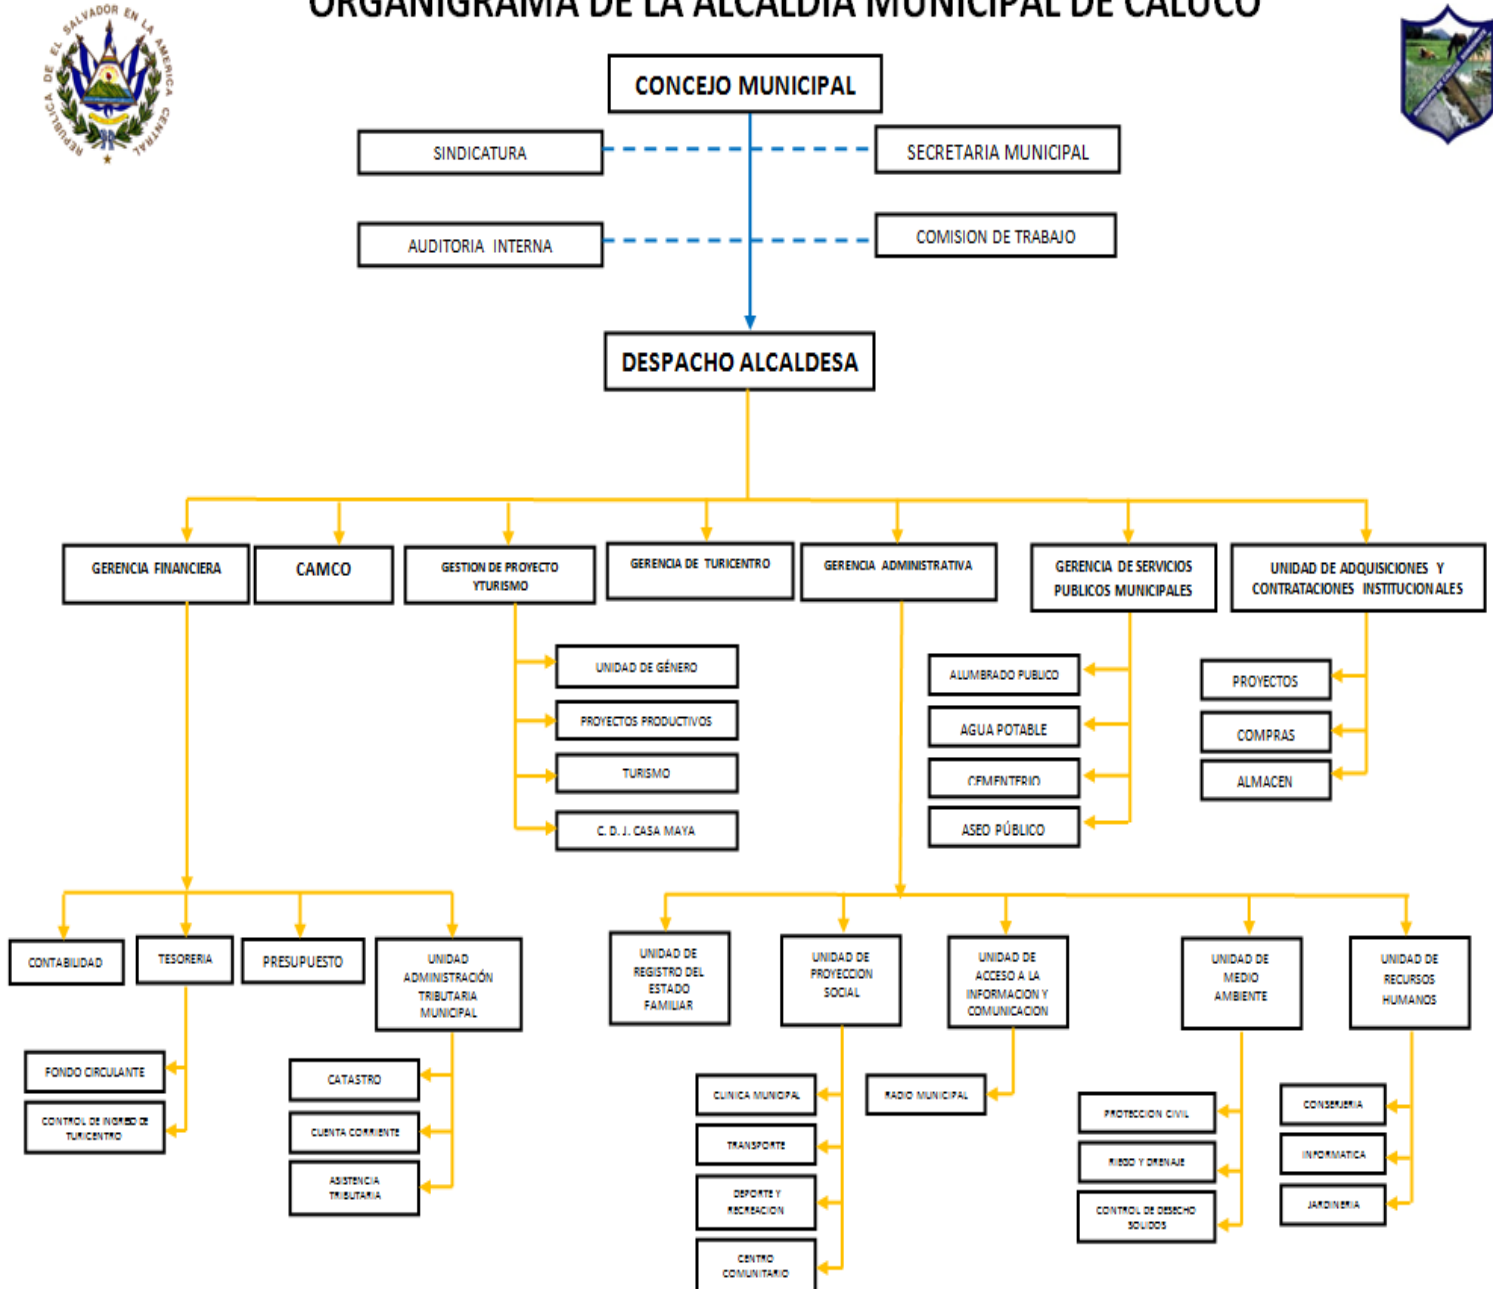 ORGANIGRAMA DE LA ALCALDIA MUNICIPAL DE CALUCO
REPUBLICA DE EL SALVADOR EN LA AMERICA CENTRAL
CONCEJO MUNICIPAL
SINDICATURA
SECRETARIA MUNICIPAL
AUDITORIA INTERNA
COMISION DE TRABAJO
DESPACHO ALCALDESA
GERENCIA FINANCIERA
CAMCO
GESTION DE PROYECTO
YTURISMO
GERENCIA DE TURICENTRO
GERENCIA ADMINISTRATIVA
GERENCIA DE SERVICIOS
PUBLICOS MUNICIPALES
UNIDAD DE ADQUISICIONES Y
CONTRATACIONES INSTITUCIONALES
UNIDAD DE GÉNERO
PROYECTOS PRODUCTIVOS
TURISMO
C. D. J. CASA MAYA
ALUMBRADO PUBLICO
AGUA POTABLE
CEMENTERIO
ASEO PÚBLICO
PROYECTOS
COMPRAS
ALMACEN
CONTABILIDAD
TESORERIA
PRESUPUESTO
UNIDAD
ADMINISTRACIÓN
TRIBUTARIA
MUNICIPAL
UNIDAD DE
REGISTRO DEL
ESTADO
FAMILIAR
UNIDAD DE
PROYECCION
SOCIAL
UNIDAD DE
ACCESO A LA
INFORMACION Y
COMUNICACION
UNIDAD DE
MEDIO
AMBIENTE
UNIDAD DE
RECURSOS
HUMANOS
FONDO CIRCULANTE
CONTROL DE INGRESO DE
TURICENTRO
CATASTRO
CUENTA CORRIENTE
ASISTENCIA
TRIBUTARIA
CLINICA MUNICIPAL
TRANSPORTE
DEPORTE Y
RECREACION
CENTRO
COMUNITARIO
RADIO MUNICIPAL
PROTECCION CIVIL
RIEGO Y DRENAJE
CONTROL DE DESECHO
SOLIDOS
CONSERJERIA
INFORMATICA
JARDINERIA